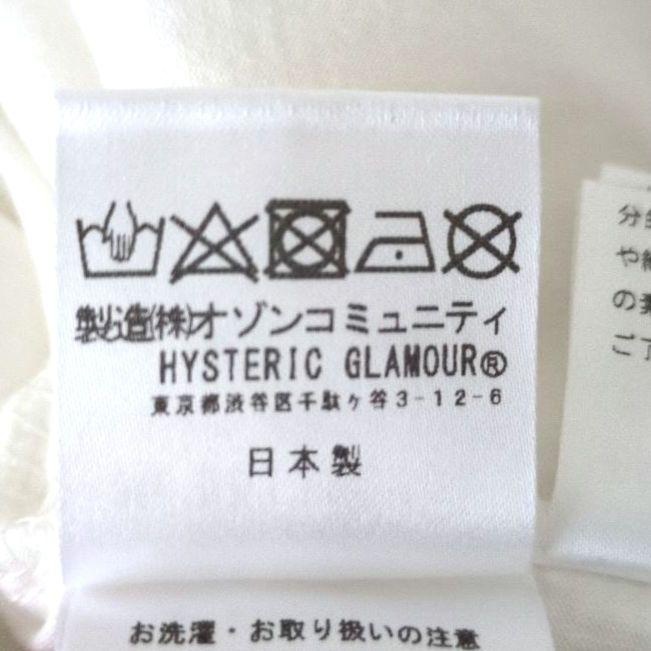 製造(株)オゾンコミュニティ
HYSTERIC GLAMOUR®
東京都渋谷区千駄ヶ谷3-12-6
日本製
お洗濯・お取り扱いの注意
や
の
ご了